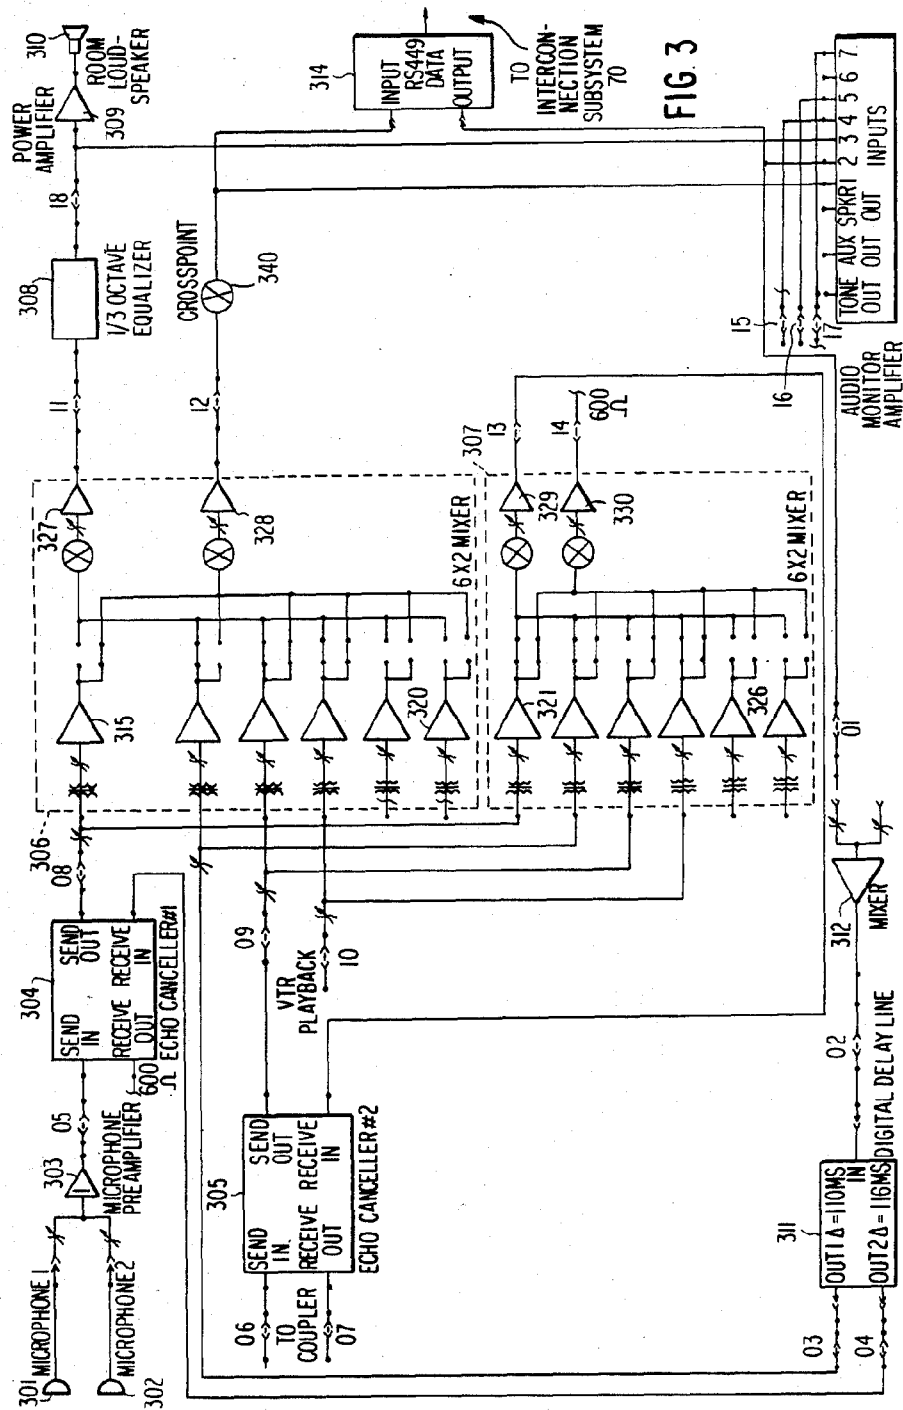 301
MICROPHONE 1
MICROPHONE 2
302
303
MICROPHONE
PREAMPLIFIER
05
600
Ω
304
SEND
IN
SEND
OUT
RECEIVE
OUT
RECEIVE
IN
ECHO CANCELLER #1
08
306
315
327
11
308
1/3 OCTAVE
EQUALIZER
18
POWER
AMPLIFIER
309
310
ROOM
LOUD-
SPEAKER
06
TO
COUPLER
07
305
SEND
IN
SEND
OUT
RECEIVE
OUT
RECEIVE
IN
ECHO CANCELLER #2
09
VTR
PLAYBACK
10
320
328
6X2 MIXER
12
CROSSPOINT
340
314
INPUT
RS449
DATA
OUTPUT
TO
INTERCON-
NECTION
SUBSYSTEM
70
FIG. 3
307
321
326
329
330
6X2 MIXER
13
14
600
Ω
03
04
311
OUT1 Δ=110MS
IN
OUT2 Δ=116MS
DIGITAL DELAY LINE
02
312
MIXER
01
15
16
17
AUDIO
MONITOR
AMPLIFIER
TONE
OUT
AUX
OUT
SPKR
OUT
1
2
3
4
5
6
7
INPUTS